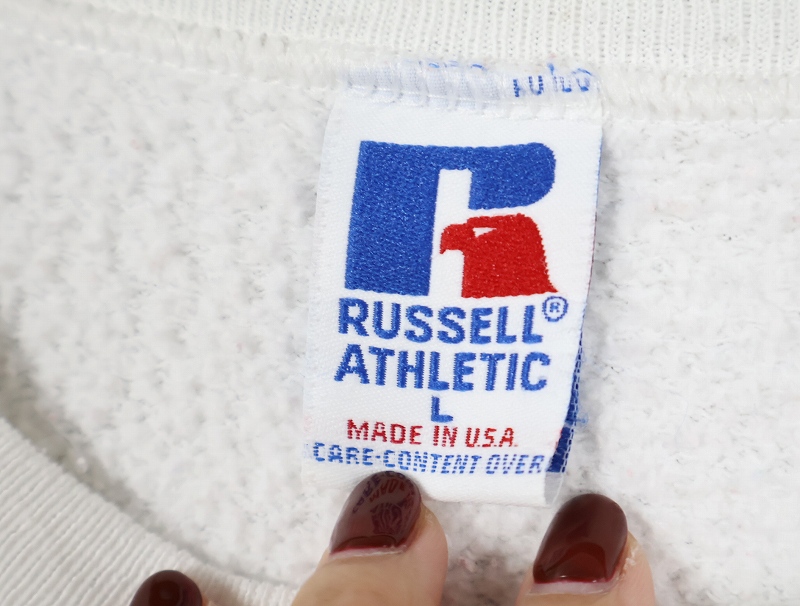 RUSSELL®
ATHLETIC
L
MADE IN U.S.A.
CARE-CONTENT OVER